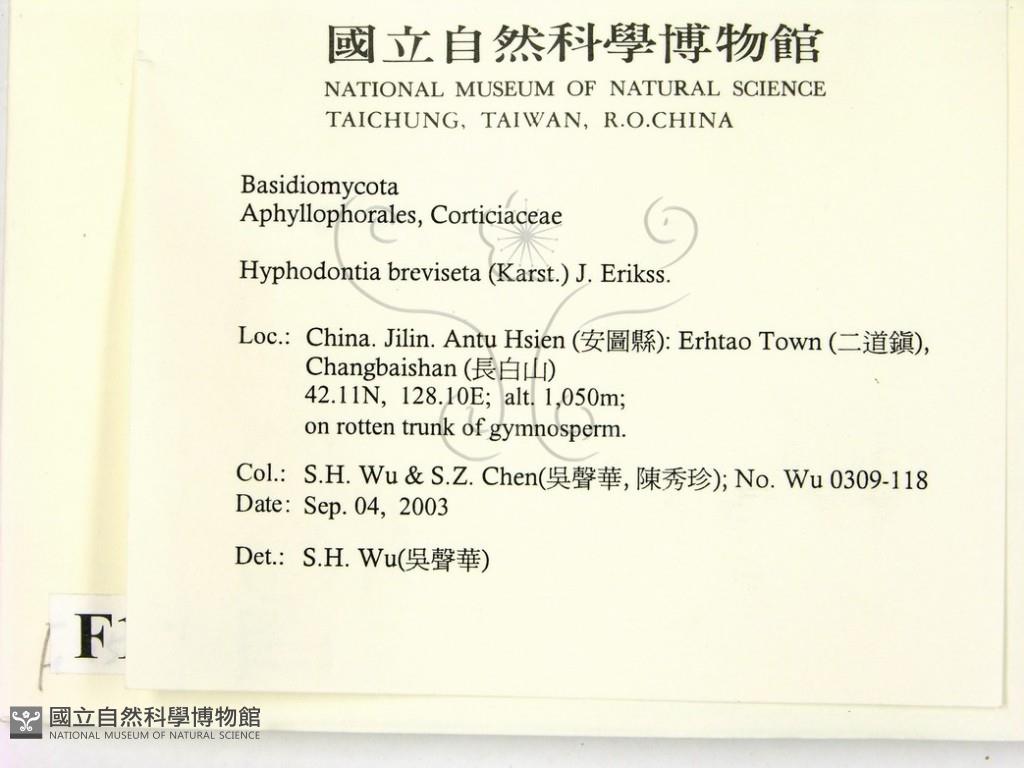 國立自然科學博物館
NATIONAL MUSEUM OF NATURAL SCIENCE
TAICHUNG, TAIWAN, R.O.CHINA
Basidiomycota
Aphyllophorales, Corticiaceae
Hyphodontia breviseta (Karst.) J. Erikss.
Loc.: China. Jilin. Antu Hsien (安圖縣): Erhtao Town (二道鎭),
Changbaishan (長白山)
42.11N, 128.10E; alt. 1,050m;
on rotten trunk of gymnosperm.
Col.: S.H. Wu & S.Z. Chen(吳聲華, 陳秀珍); No. Wu 0309-118
Date: Sep. 04, 2003
Det.: S.H. Wu(吳聲華)
國立自然科學博物館
NATIONAL MUSEUM OF NATURAL SCIENCE